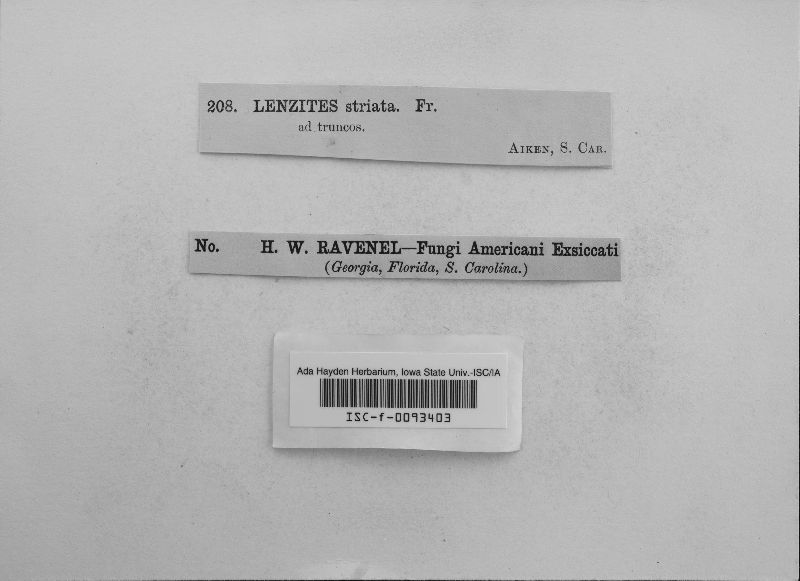 208. LENZITES striata. Fr.
ad truncos.
AIKEN, S. CAR.
No. H. W. RAVENEL—Fungi Americani Exsiccati
(Georgia, Florida, S. Carolina.)
Ada Hayden Herbarium, Iowa State Univ.-ISC/IA
ISC-f-0093403